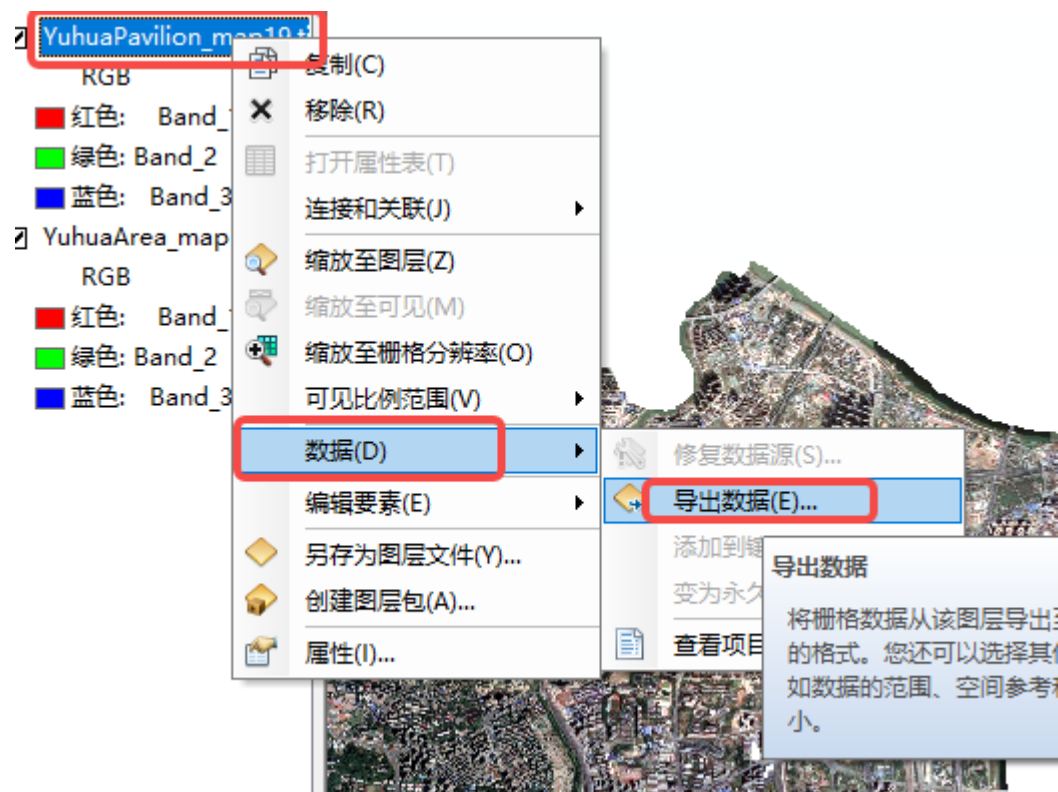 YuhuaPavilion_map19.t
RGB
红色: Band_
绿色: Band_2
蓝色: Band_3
YuhuaArea_map
RGB
红色: Band_
绿色: Band_2
蓝色: Band_3
复制(C)
移除(R)
打开属性表(T)
连接和关联(J)
缩放至图层(Z)
缩放至可见(M)
缩放至栅格分辨率(O)
可见比例范围(V)
数据(D)
编辑要素(E)
另存为图层文件(Y)...
创建图层包(A)...
属性(I)...
修复数据源(S)...
导出数据(E)...
添加到
变为永久
查看项目
导出数据
将栅格数据从该图层导出
的格式。您还可以选择其他
如数据的范围、空间参考
小。